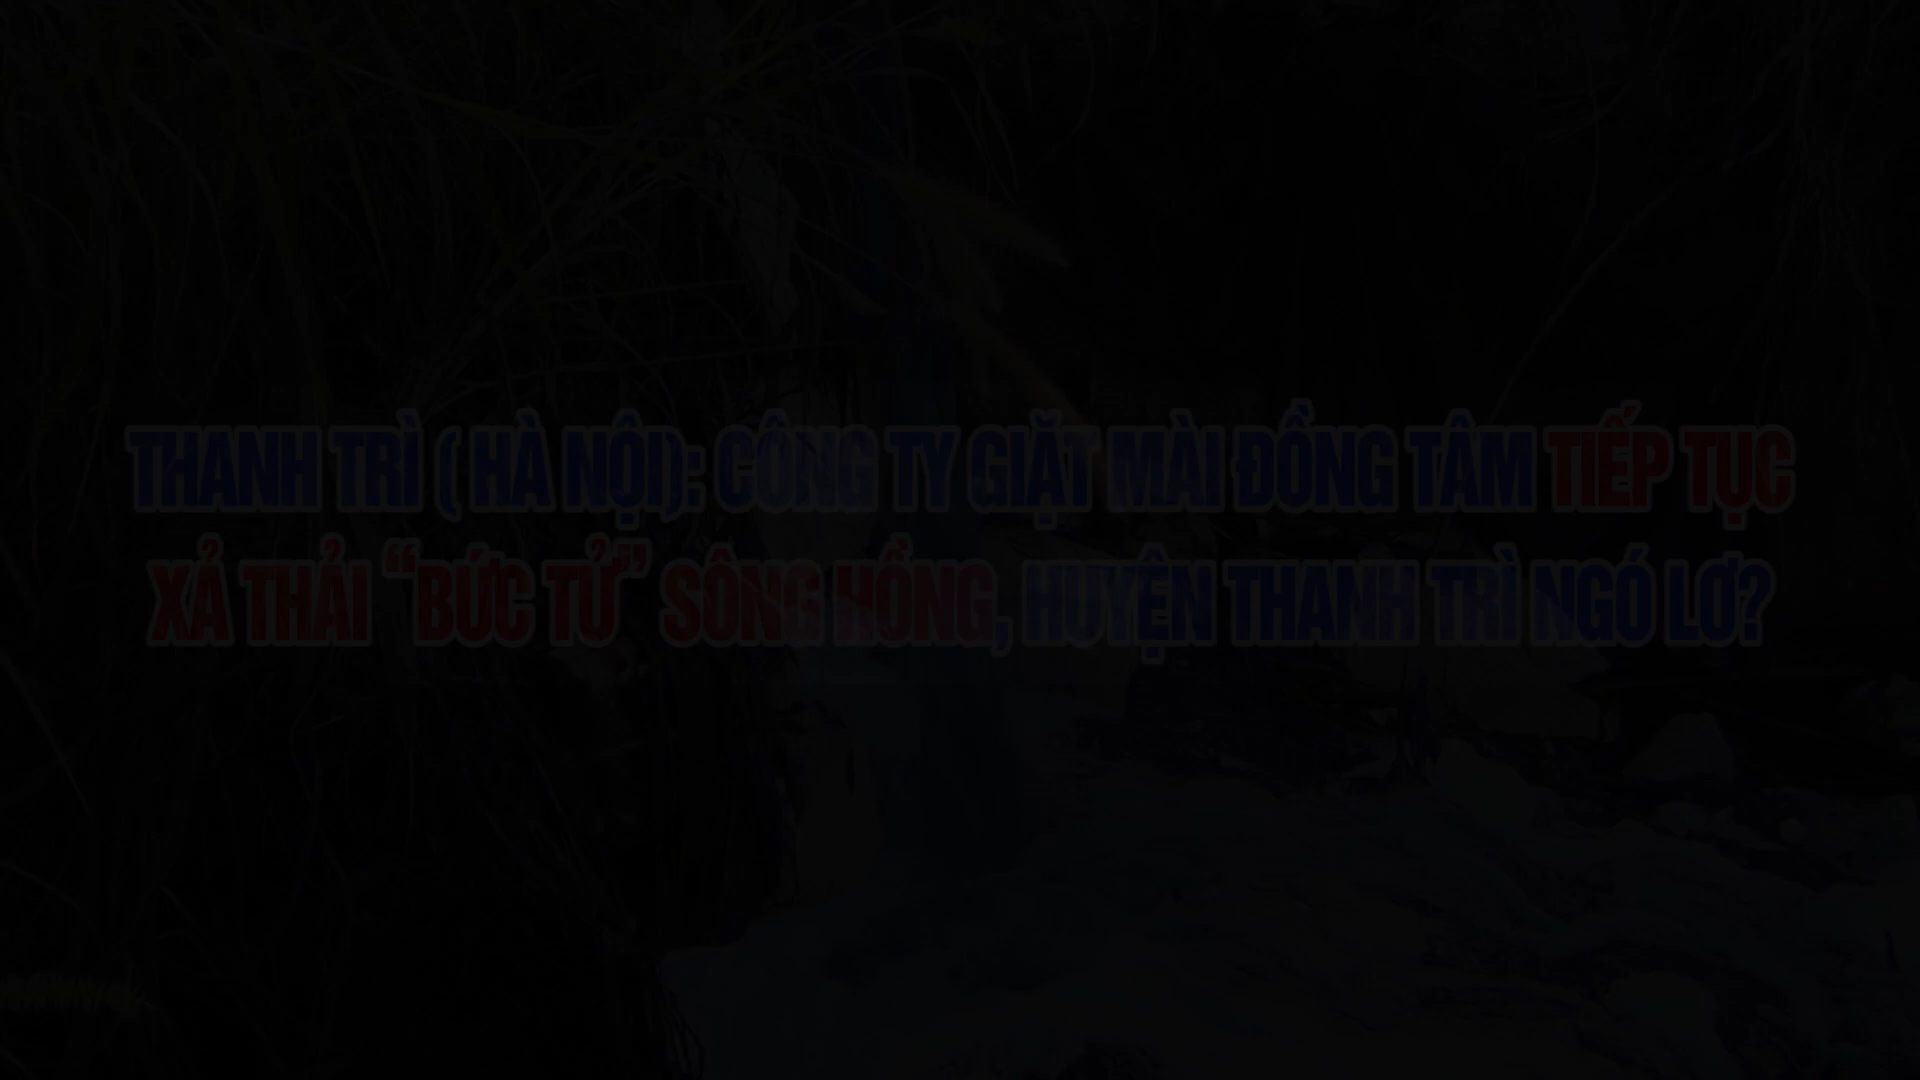 THANH TRÌ ( HÀ NỘI): CÔNG TY GIẶT MÀI ĐỒNG TÂM TIẾP TỤC
XẢ THẢI “BỨC TỬ” SÔNG HỒNG, HUYỆN THANH TRÌ NGÓ LƠ?